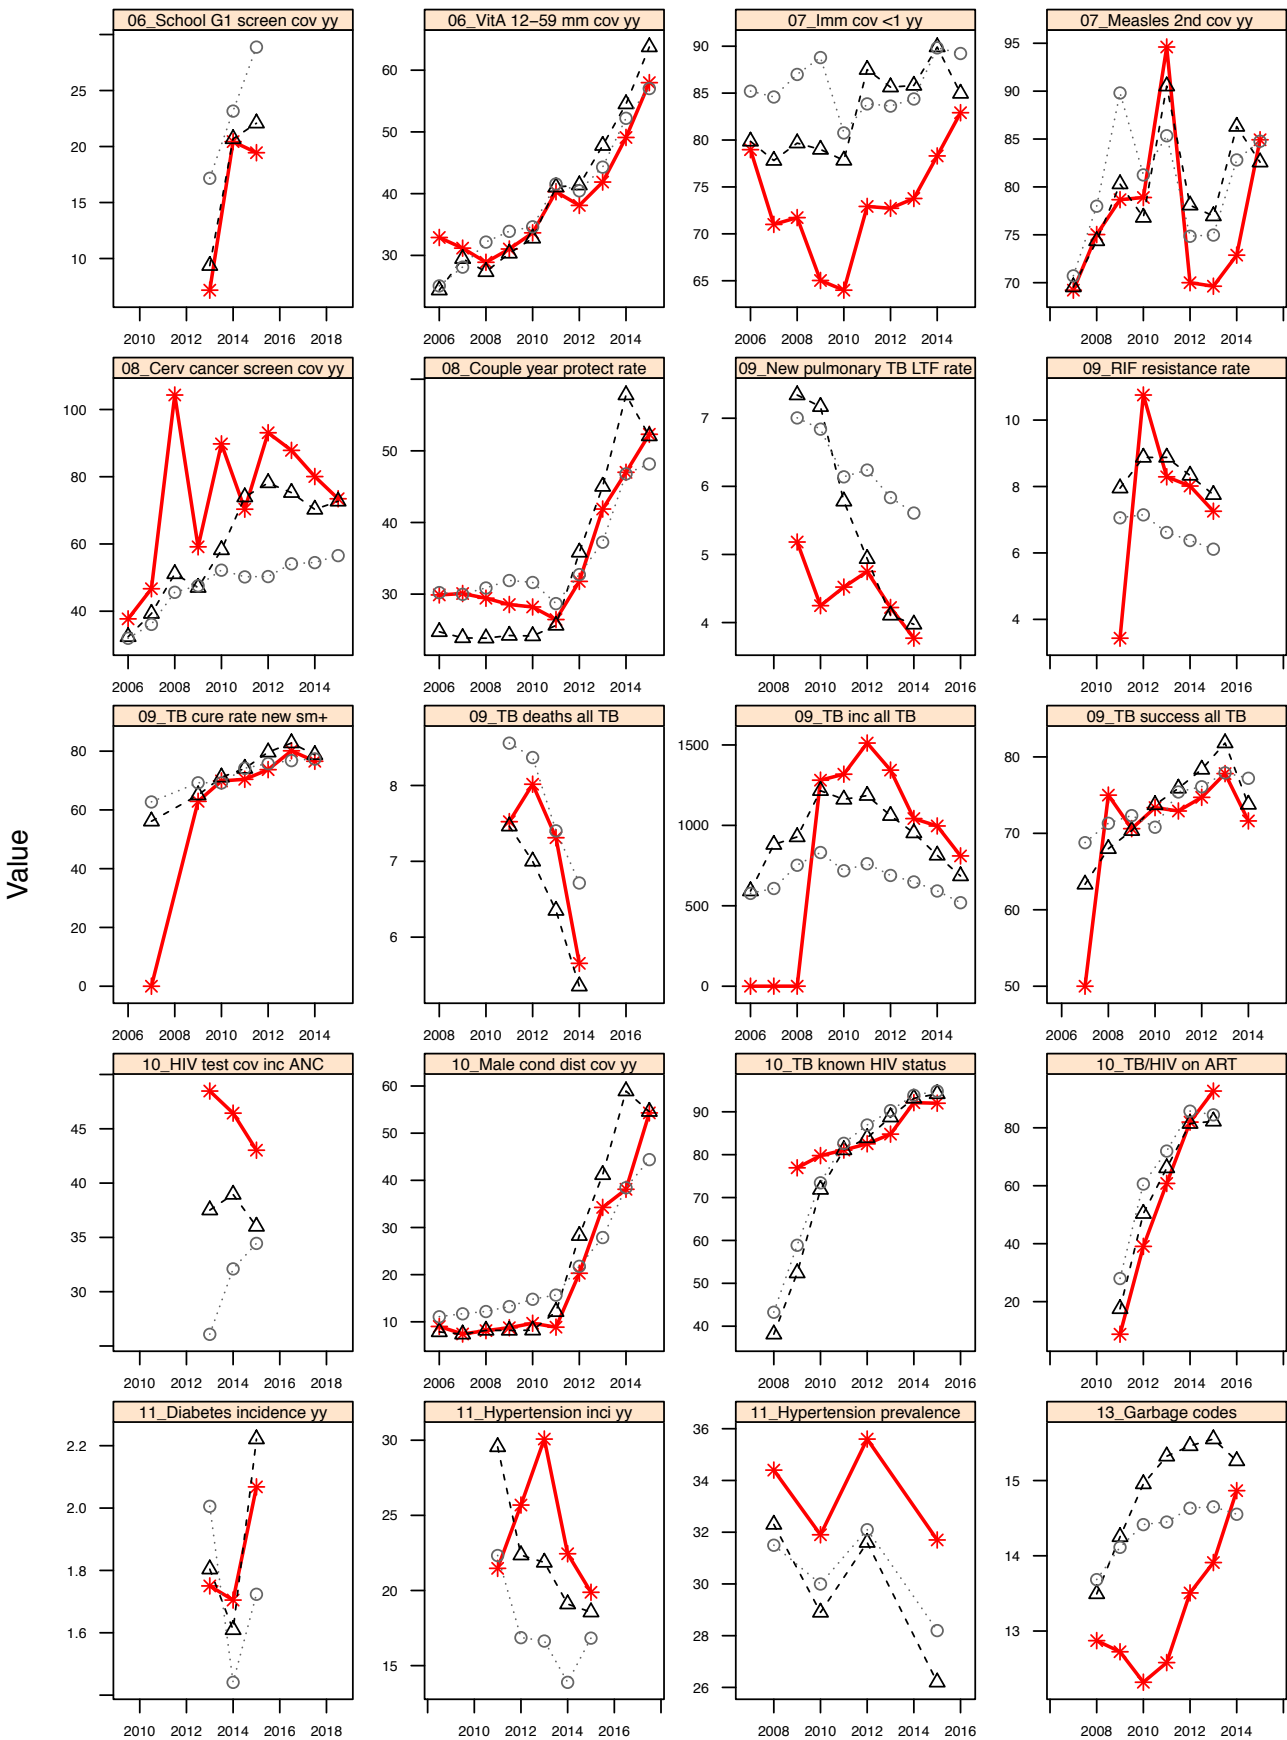 06_School G1 screen cov yy
06_VitA 12−59 mm cov yy
07_Imm cov <1 yy
07_Measles 2nd cov yy
25
20
15
10
2010 2012 2014 2016 2018
60
50
40
30
2006 2008 2010 2012 2014
90
85
80
75
70
65
2006 2008 2010 2012 2014
95
90
85
80
75
70
2008 2010 2012 2014
08_Cerv cancer screen cov yy
08_Couple year protect rate
09_New pulmonary TB LTF rate
09_RIF resistance rate
100
80
60
40
2006 2008 2010 2012 2014
50
40
30
2006 2008 2010 2012 2014
7
6
5
4
2008 2010 2012 2014 2016
10
8
6
4
2010 2012 2014 2016
09_TB cure rate new sm+
09_TB deaths all TB
09_TB inc all TB
09_TB success all TB
Value
80
60
40
20
0
2006 2008 2010 2012 2014
8
7
6
2010 2012 2014 2016
1500
1000
500
0
2006 2008 2010 2012 2014
80
70
60
50
2006 2008 2010 2012 2014
10_HIV test cov inc ANC
10_Male cond dist cov yy
10_TB known HIV status
10_TB/HIV on ART
45
40
35
30
2010 2012 2014 2016 2018
60
50
40
30
20
10
2006 2008 2010 2012 2014
90
80
70
60
50
40
2008 2010 2012 2014 2016
80
60
40
20
2010 2012 2014 2016
11_Diabetes incidence yy
11_Hypertension inci yy
11_Hypertension prevalence
13_Garbage codes
2.2
2.0
1.8
1.6
2010 2012 2014 2016 2018
30
25
20
15
2010 2012 2014 2016
36
34
32
30
28
26
2008 2010 2012 2014 2016
15
14
13
2008 2010 2012 2014